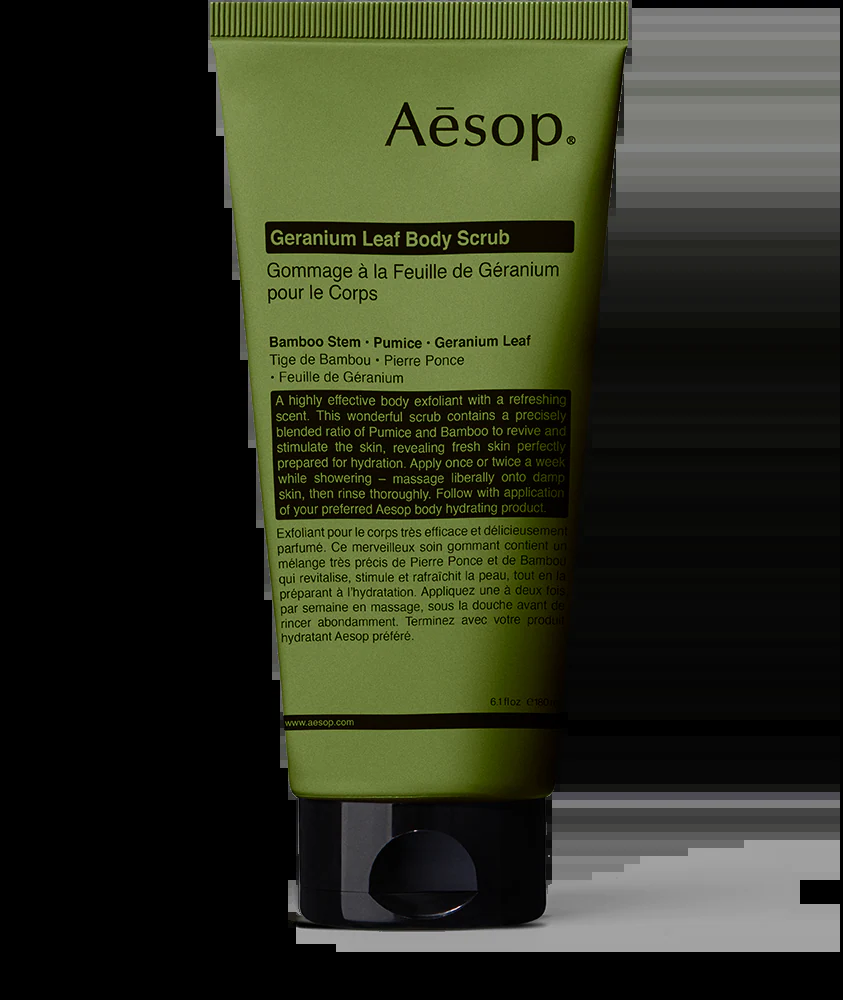 Aēsop®
Geranium Leaf Body Scrub
Gommage à la Feuille de Géranium
pour le Corps
Bamboo Stem · Pumice · Geranium Leaf
Tige de Bambou · Pierre Ponce
· Feuille de Géranium
A highly effective body exfoliant with a refreshing
scent. This wonderful scrub contains a precisely
blended ratio of Pumice and Bamboo to revive and
stimulate the skin, revealing fresh skin perfectly
prepared for hydration. Apply once or twice a week
while showering – massage liberally onto damp
skin, then rinse thoroughly. Follow with application
of your preferred Aesop body hydrating product.
Exfoliant pour le corps très efficace et délicieusement
parfumé. Ce merveilleux soin gommant contient un
mélange très précis de Pierre Ponce et de Bambou
qui revitalise, stimule et rafraîchit la peau, tout en la
préparant à l'hydratation. Appliquez une à deux fois
par semaine en massage, sous la douche avant de
rincer abondamment. Terminez avec votre produit
hydratant Aesop préféré.
6.1 fl oz ℮180
www.aesop.com